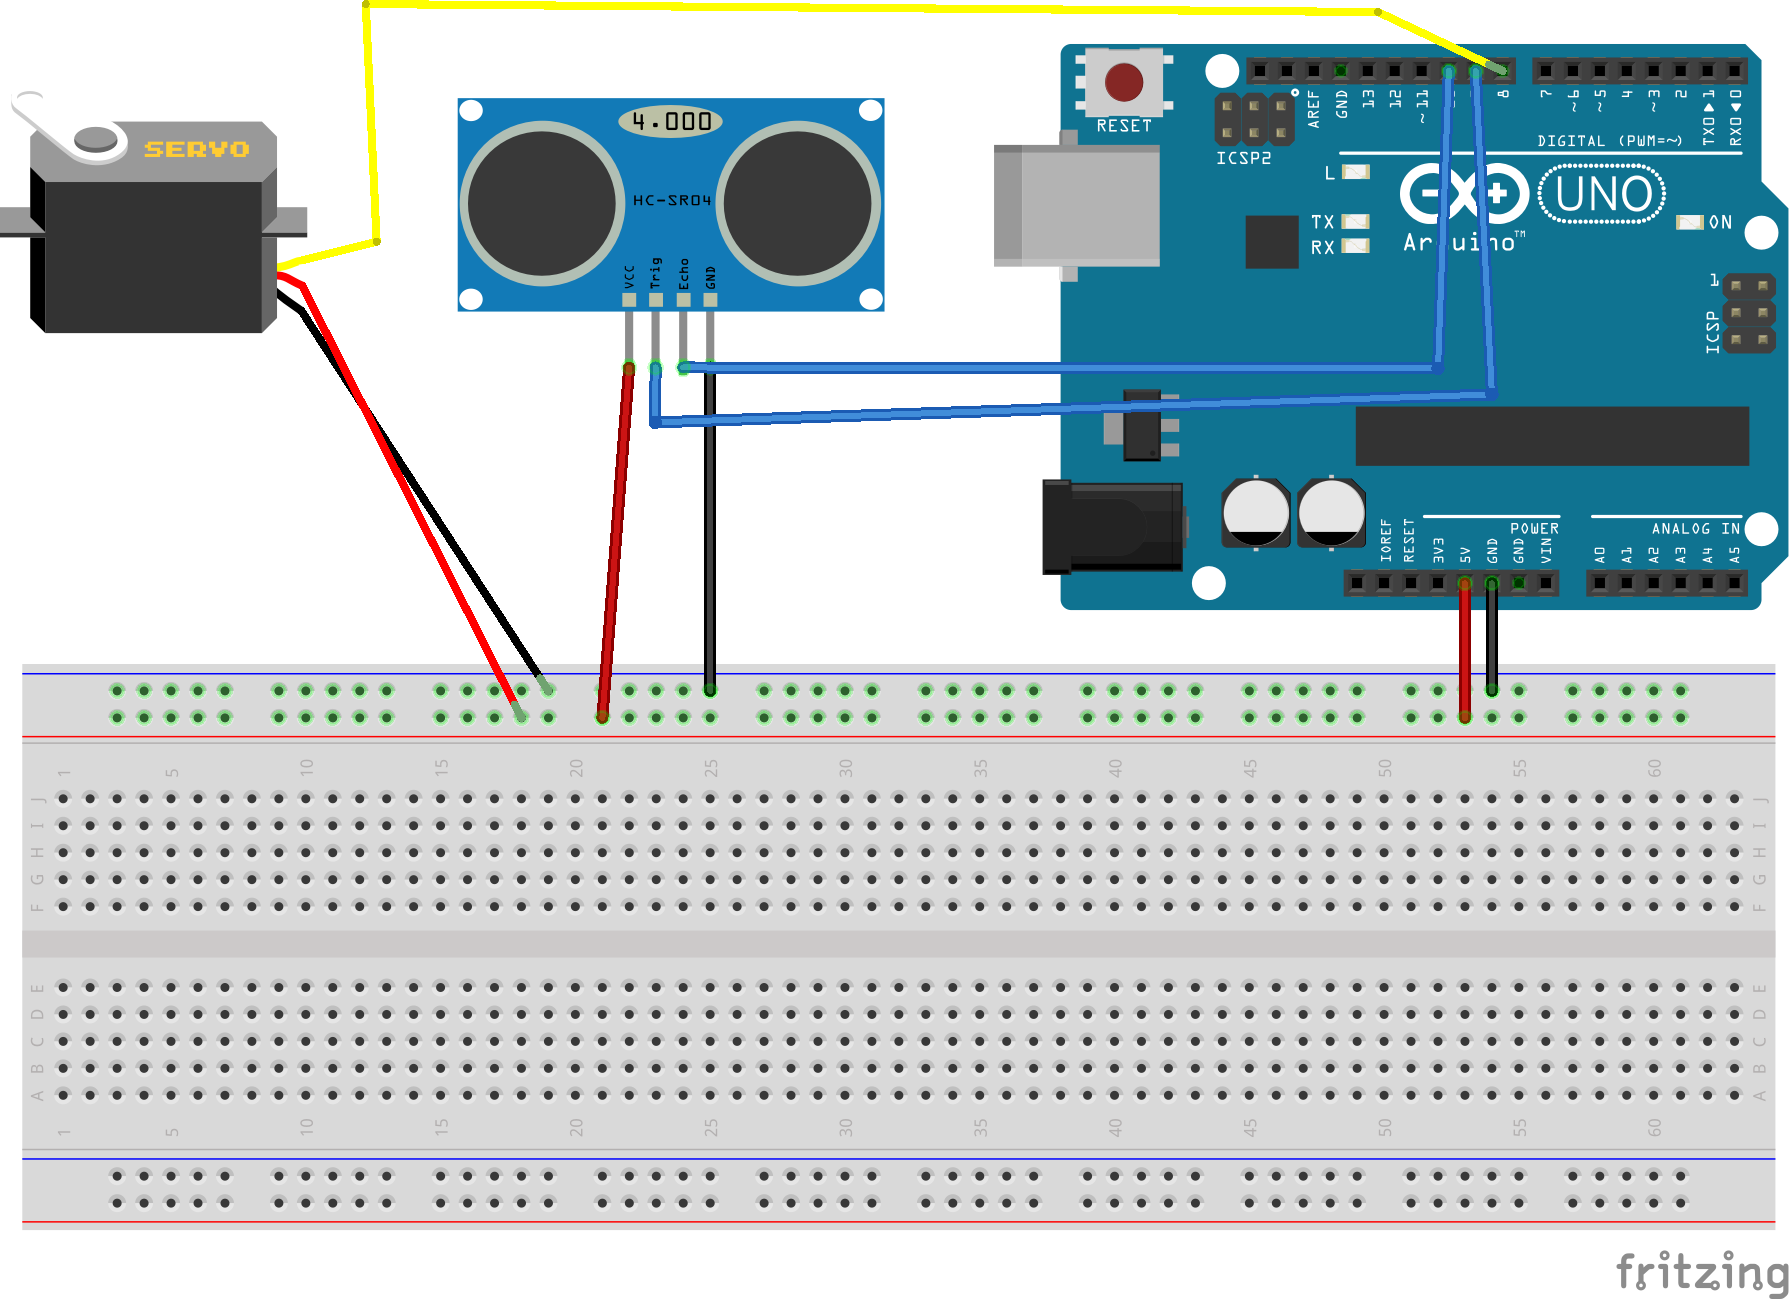 SERVO
4.000
HC-SR04
VCC
Trig
Echo
GND
RESET
ICSP2
AREF
GND
13
12
~11
8
7
~6
~5
4
~3
2
TXO▶1
RXO◀0
DIGITAL (PWM=~)
L
TX
RX
UNO
ON
Arduino™
1
ICSP
IOREF
RESET
3V3
5V
GND
GND
VIN
POWER
ANALOG IN
A0
A1
A2
A3
A4
A5
1 5 10 15 20 25 30 35 40 45 50 55 60
J J
I I
H H
G G
F F
E E
D D
C C
B B
A A
1 5 10 15 20 25 30 35 40 45 50 55 60
fritzing